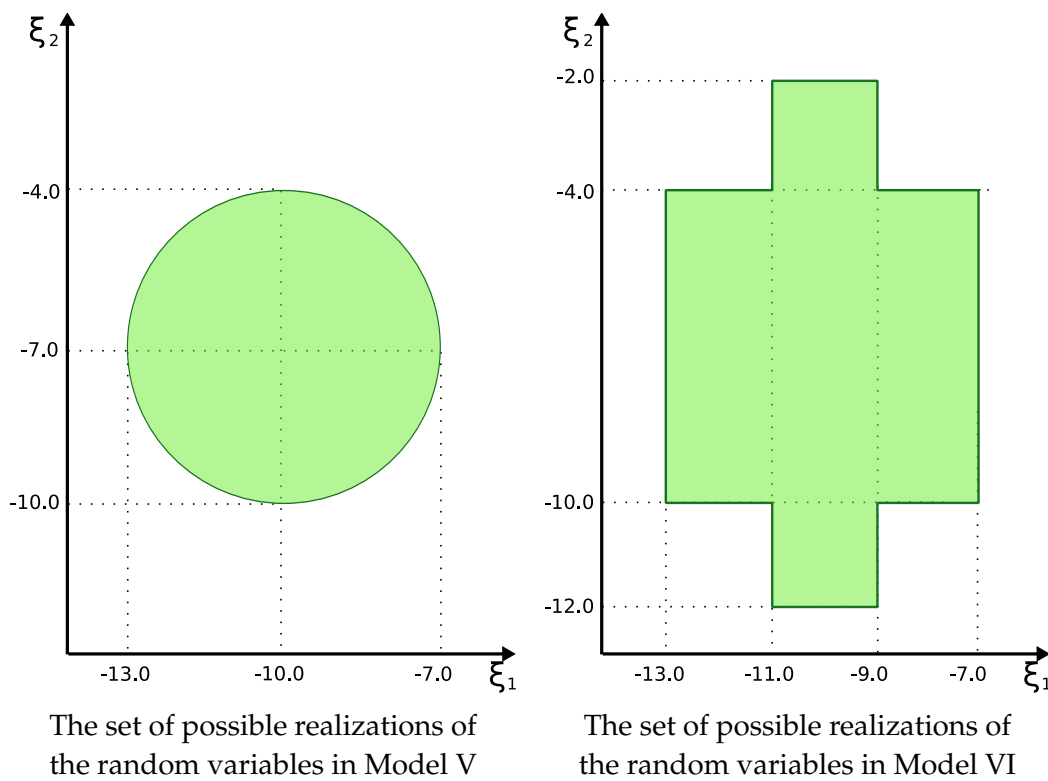 ξ2
-4.0
-7.0
-10.0
-13.0
-10.0
-7.0
ξ1
The set of possible realizations of
the random variables in Model V
ξ2
-2.0
-4.0
-10.0
-12.0
-13.0
-11.0
-9.0
-7.0
ξ1
The set of possible realizations of
the random variables in Model VI